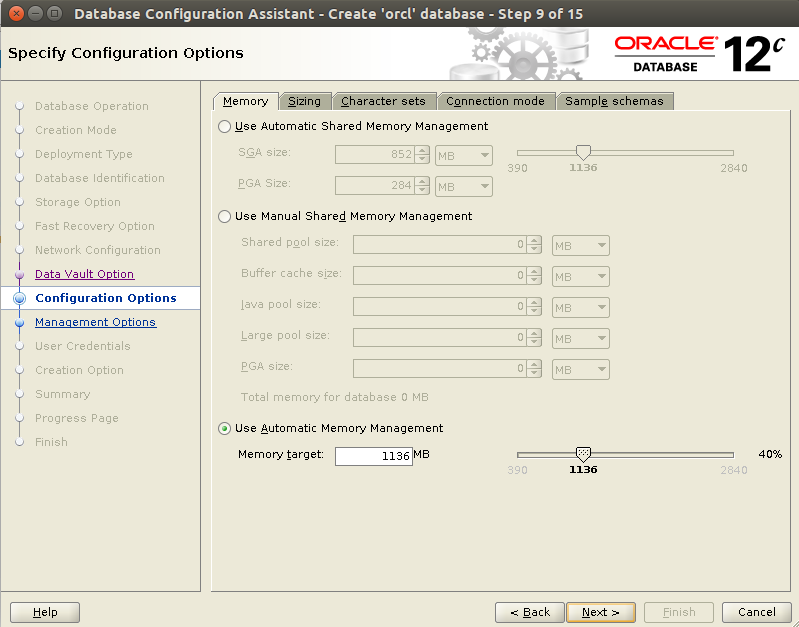 Database Configuration Assistant - Create 'orcl' database - Step 9 of 15
Specify Configuration Options
ORACLE
DATABASE
12c
Database Operation
Creation Mode
Deployment Type
Database Identification
Storage Option
Fast Recovery Option
Network Configuration
Data Vault Option
Configuration Options
Management Options
User Credentials
Creation Option
Summary
Progress Page
Finish
Memory Sizing Character sets Connection mode Sample schemas
Use Automatic Shared Memory Management
SGA size: 852 MB
390 1136 2840
PGA Size: 284 MB
Use Manual Shared Memory Management
Shared pool size: 0 MB
Buffer cache size: 0 MB
Java pool size: 0 MB
Large pool size: 0 MB
PGA size: 0 MB
Total memory for database 0 MB
Use Automatic Memory Management
Memory target: 1136 MB 40%
390 1136 2840
Help < Back Next > Finish Cancel